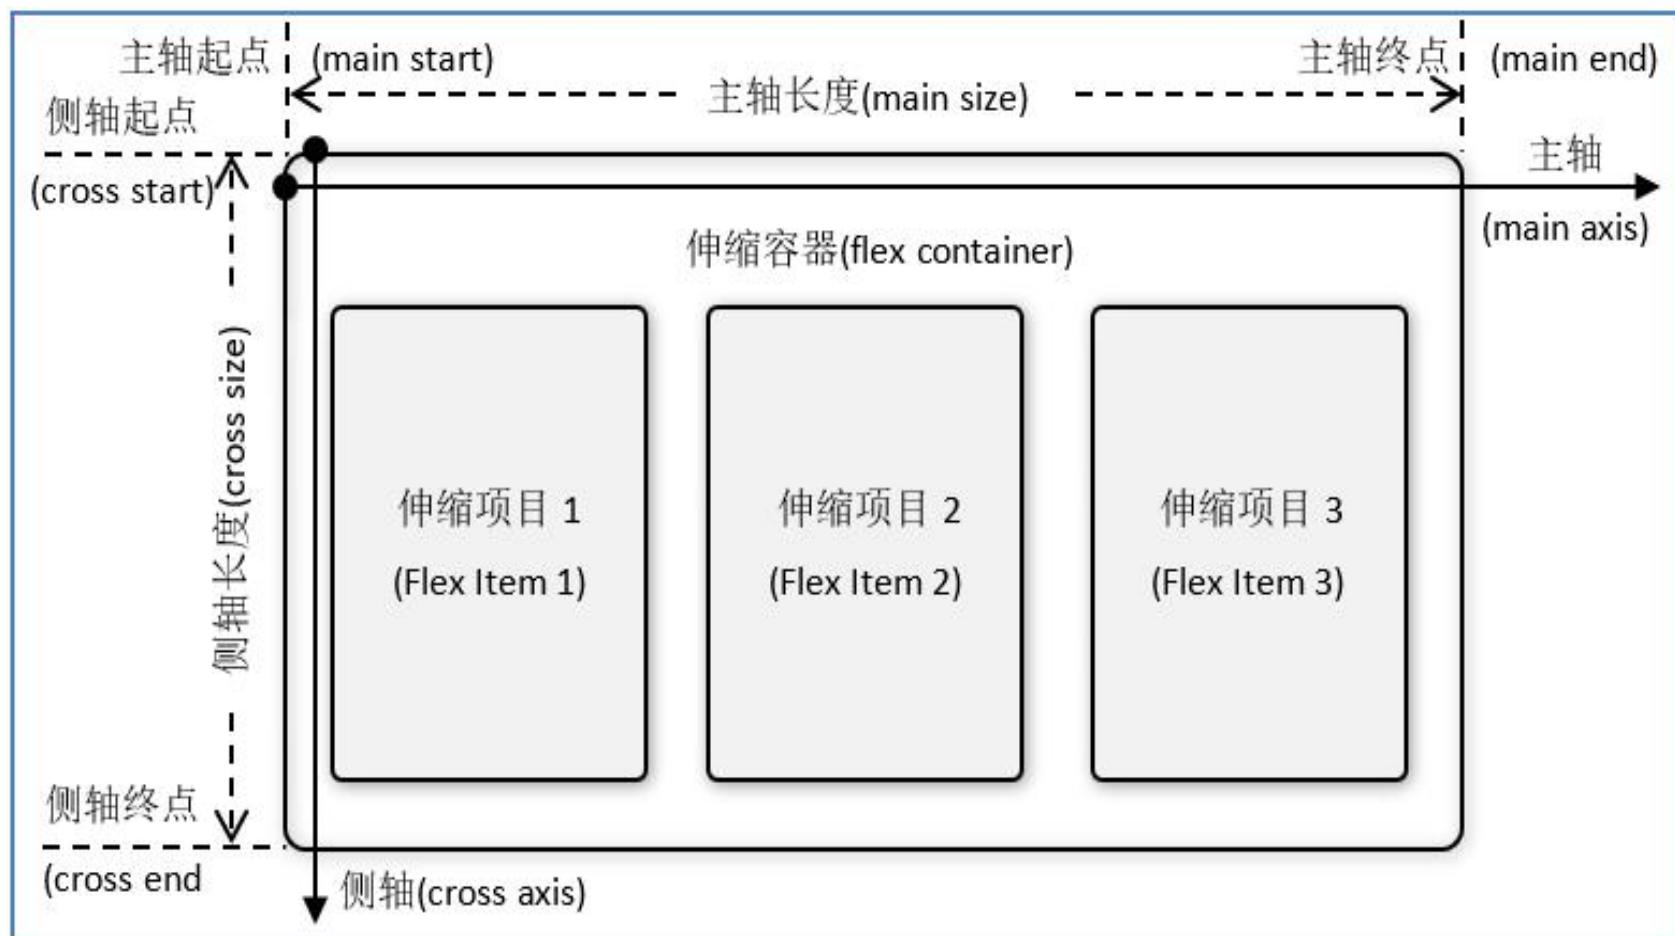 主轴起点 (main start)
主轴终点 (main end)
主轴长度(main size)
侧轴起点
(cross start)
主轴
(main axis)
伸缩容器(flex container)
侧轴长度(cross size)
伸缩项目 1
(Flex Item 1)
伸缩项目 2
(Flex Item 2)
伸缩项目 3
(Flex Item 3)
侧轴终点
(cross end
侧轴(cross axis)